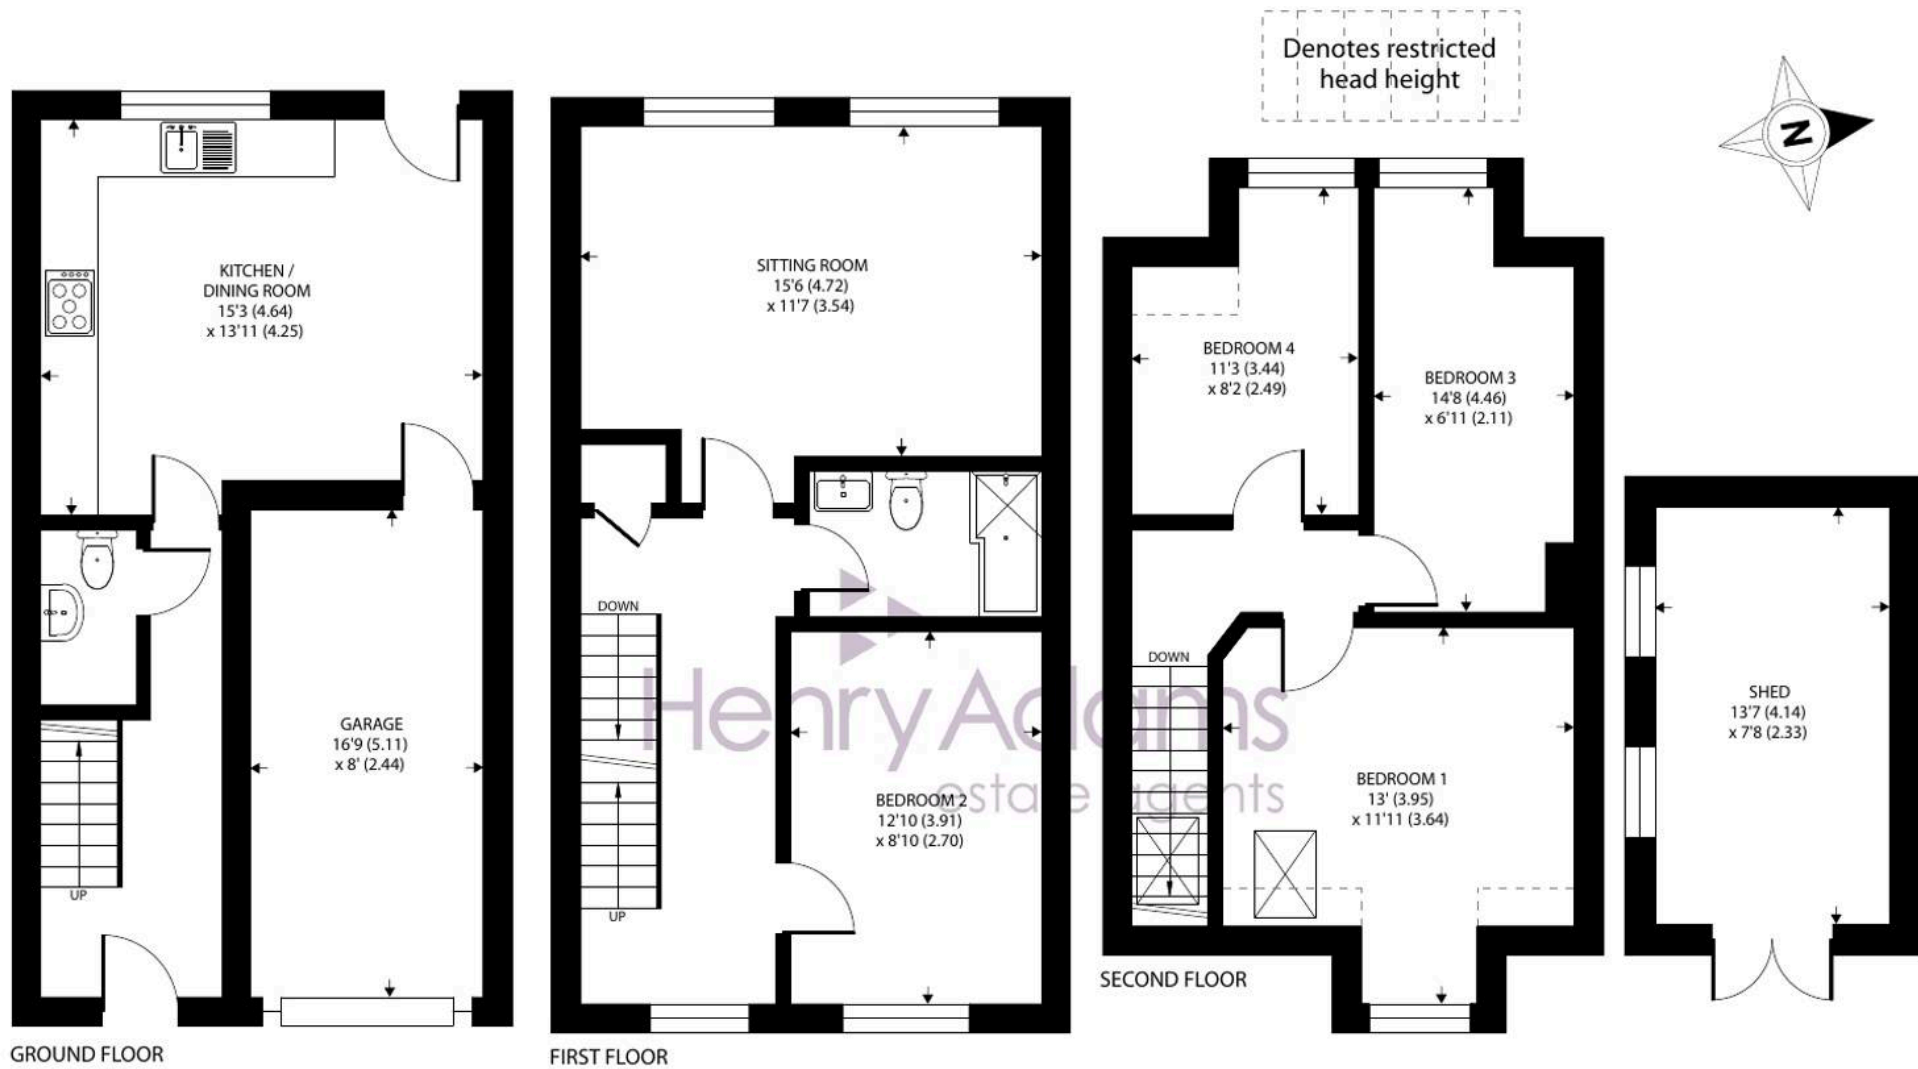 Denotes restricted
head height
N
KITCHEN /
DINING ROOM
15'3 (4.64)
x 13'11 (4.25)
GARAGE
16'9 (5.11)
x 8' (2.44)
UP
GROUND FLOOR
SITTING ROOM
15'6 (4.72)
x 11'7 (3.54)
DOWN
UP
BEDROOM 2
12'10 (3.91)
x 8'10 (2.70)
FIRST FLOOR
BEDROOM 4
11'3 (3.44)
x 8'2 (2.49)
BEDROOM 3
14'8 (4.46)
x 6'11 (2.11)
DOWN
BEDROOM 1
13' (3.95)
x 11'11 (3.64)
SECOND FLOOR
SHED
13'7 (4.14)
x 7'8 (2.33)
Henry Adams
estate agents